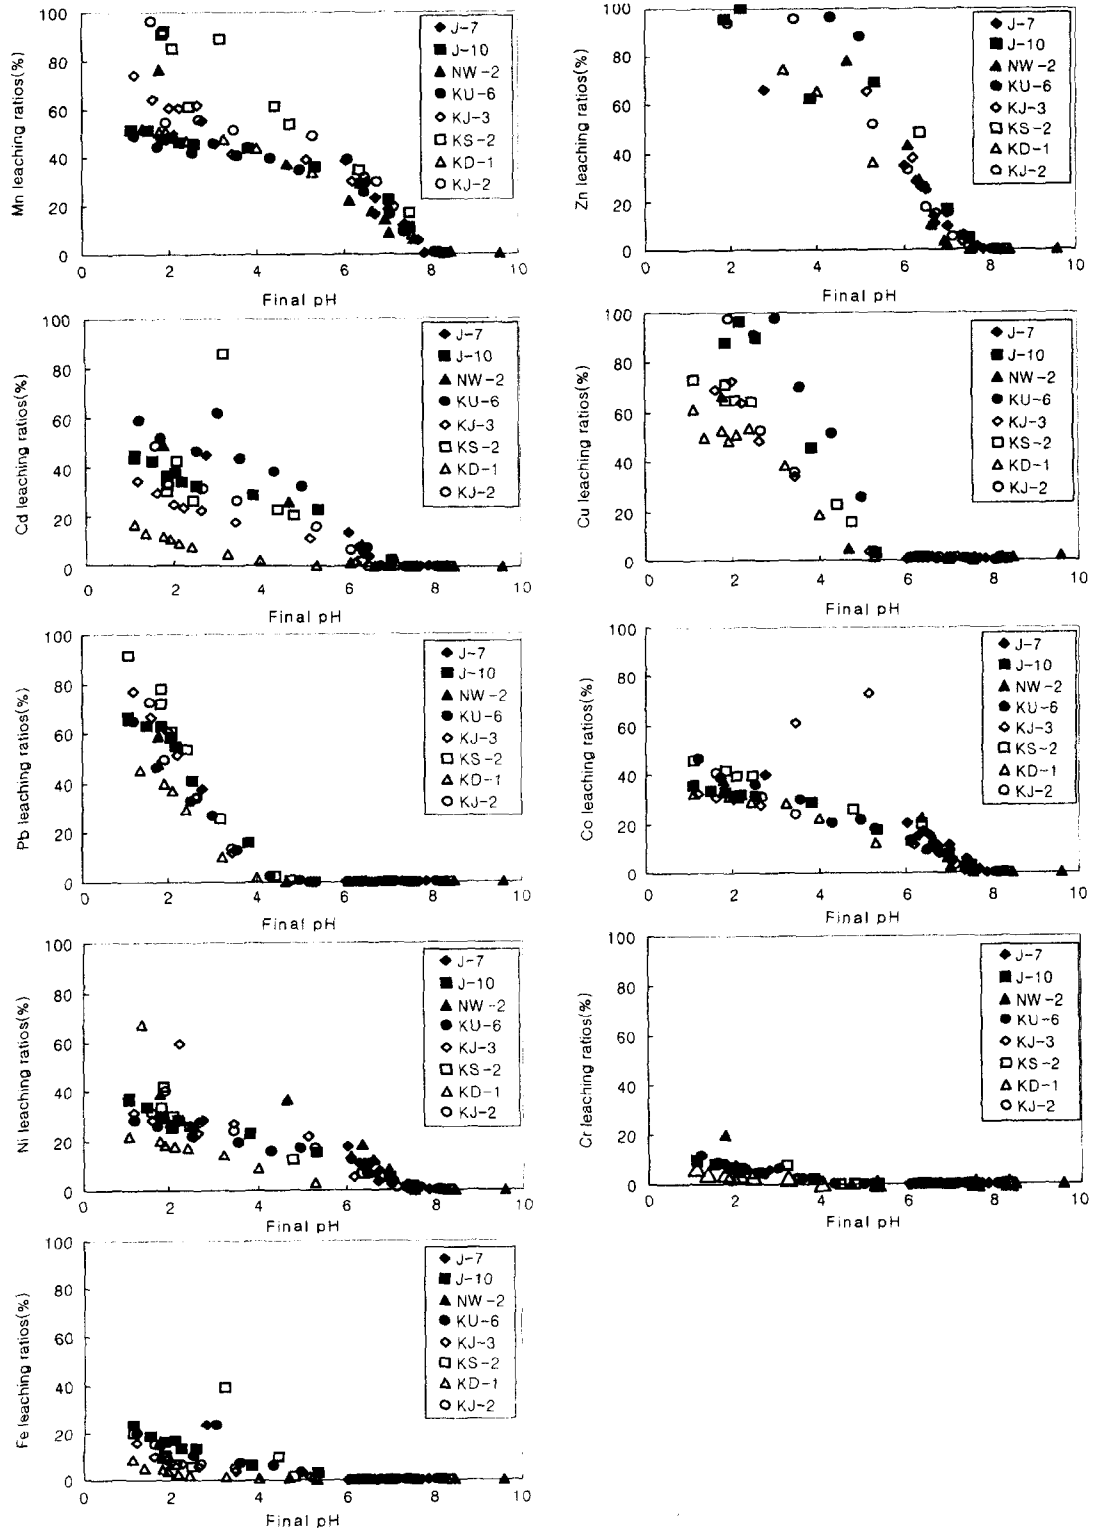 Mn leaching ratios(%)
100
80
60
40
20
0
0 2 4 6 8 10
Final pH
J-7
J-10
NW-2
KU-6
KJ-3
KS-2
KD-1
KJ-2
Zn leaching ratios(%)
100
80
60
40
20
0
0 2 4 6 8 10
Final pH
J-7
J-10
NW-2
KU-6
KJ-3
KS-2
KD-1
KJ-2
Cd leaching ratios(%)
100
80
60
40
20
0
0 2 4 6 8 10
Final pH
J-7
J-10
NW-2
KU-6
KJ-3
KS-2
KD-1
KJ-2
Cu leaching ratios(%)
100
80
60
40
20
0
0 2 4 6 8 10
Final pH
J-7
J-10
NW-2
KU-6
KJ-3
KS-2
KD-1
KJ-2
Pb leaching ratios(%)
100
80
60
40
20
0
0 2 4 6 8 10
Final pH
J-7
J-10
NW-2
KU-6
KJ-3
KS-2
KD-1
KJ-2
Co leaching ratios(%)
100
80
60
40
20
0
0 2 4 6 8 10
Final pH
J-7
J-10
NW-2
KU-6
KJ-3
KS-2
KD-1
KJ-2
Ni leaching ratios(%)
100
80
60
40
20
0
0 2 4 6 8 10
Final pH
J-7
J-10
NW-2
KU-6
KJ-3
KS-2
KD-1
KJ-2
Cr leaching ratios(%)
100
80
60
40
20
0
0 2 4 6 8 10
Final pH
J-7
J-10
NW-2
KU-6
KJ-3
KS-2
KD-1
KJ-2
Fe leaching ratios(%)
100
80
60
40
20
0
0 2 4 6 8 10
Final pH
J-7
J-10
NW-2
KU-6
KJ-3
KS-2
KD-1
KJ-2